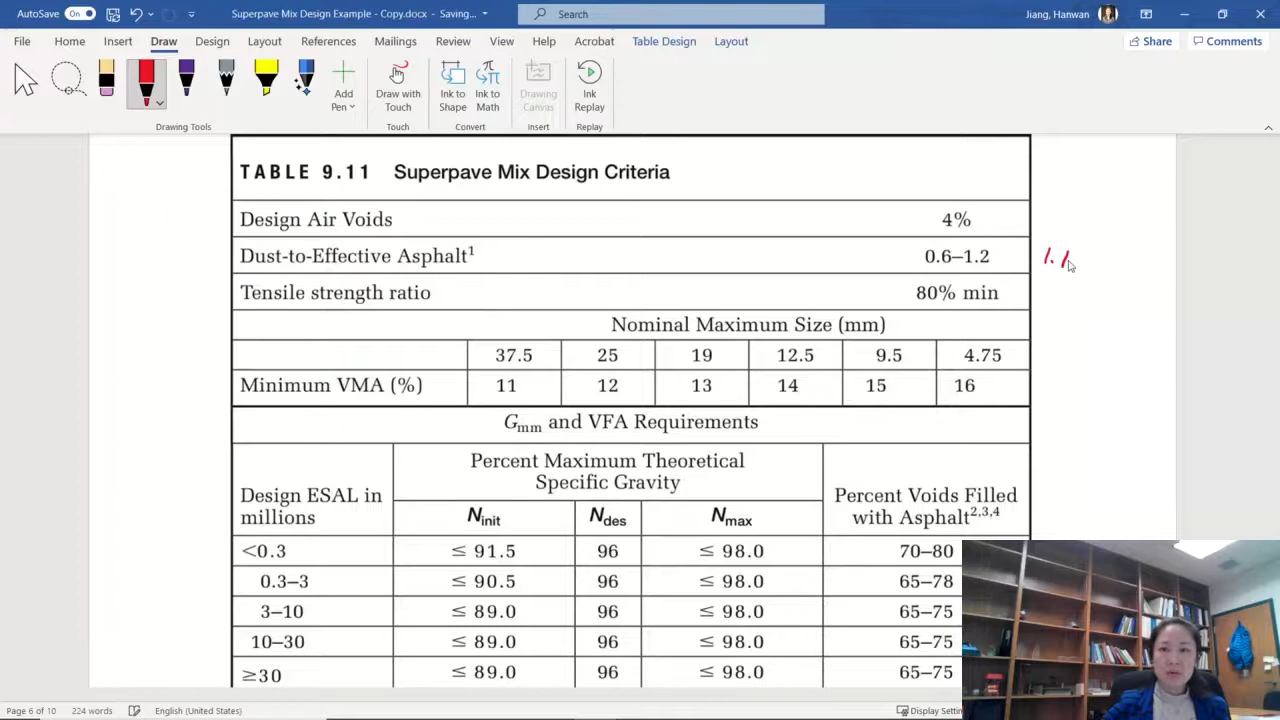 AutoSave On Superpave Mix Design Example - Copy.docx - Saving... Search Jiang, Hanwan
File Home Insert Draw Design Layout References Mailings Review View Help Acrobat Table Design Layout Share Comments
Add Pen Draw with Touch Ink to Shape Ink to Math Drawing Canvas Ink Replay
Drawing Tools Touch Convert Insert Replay
TABLE 9.11 Superpave Mix Design Criteria
Design Air Voids 4%
Dust-to-Effective Asphalt1 0.6–1.2 1.1
Tensile strength ratio 80% min
Nominal Maximum Size (mm)
37.5 25 19 12.5 9.5 4.75
Minimum VMA (%) 11 12 13 14 15 16
Gmm and VFA Requirements
Design ESAL in millions
Percent Maximum Theoretical Specific Gravity
Percent Voids Filled with Asphalt2,3,4
Ninit Ndes Nmax
<0.3 ≤ 91.5 96 ≤ 98.0 70–80
0.3–3 ≤ 90.5 96 ≤ 98.0 65–78
3–10 ≤ 89.0 96 ≤ 98.0 65–75
10–30 ≤ 89.0 96 ≤ 98.0 65–75
≥30 ≤ 89.0 96 ≤ 98.0 65–75
Page 6 of 10 224 words English (United States) Display Settin